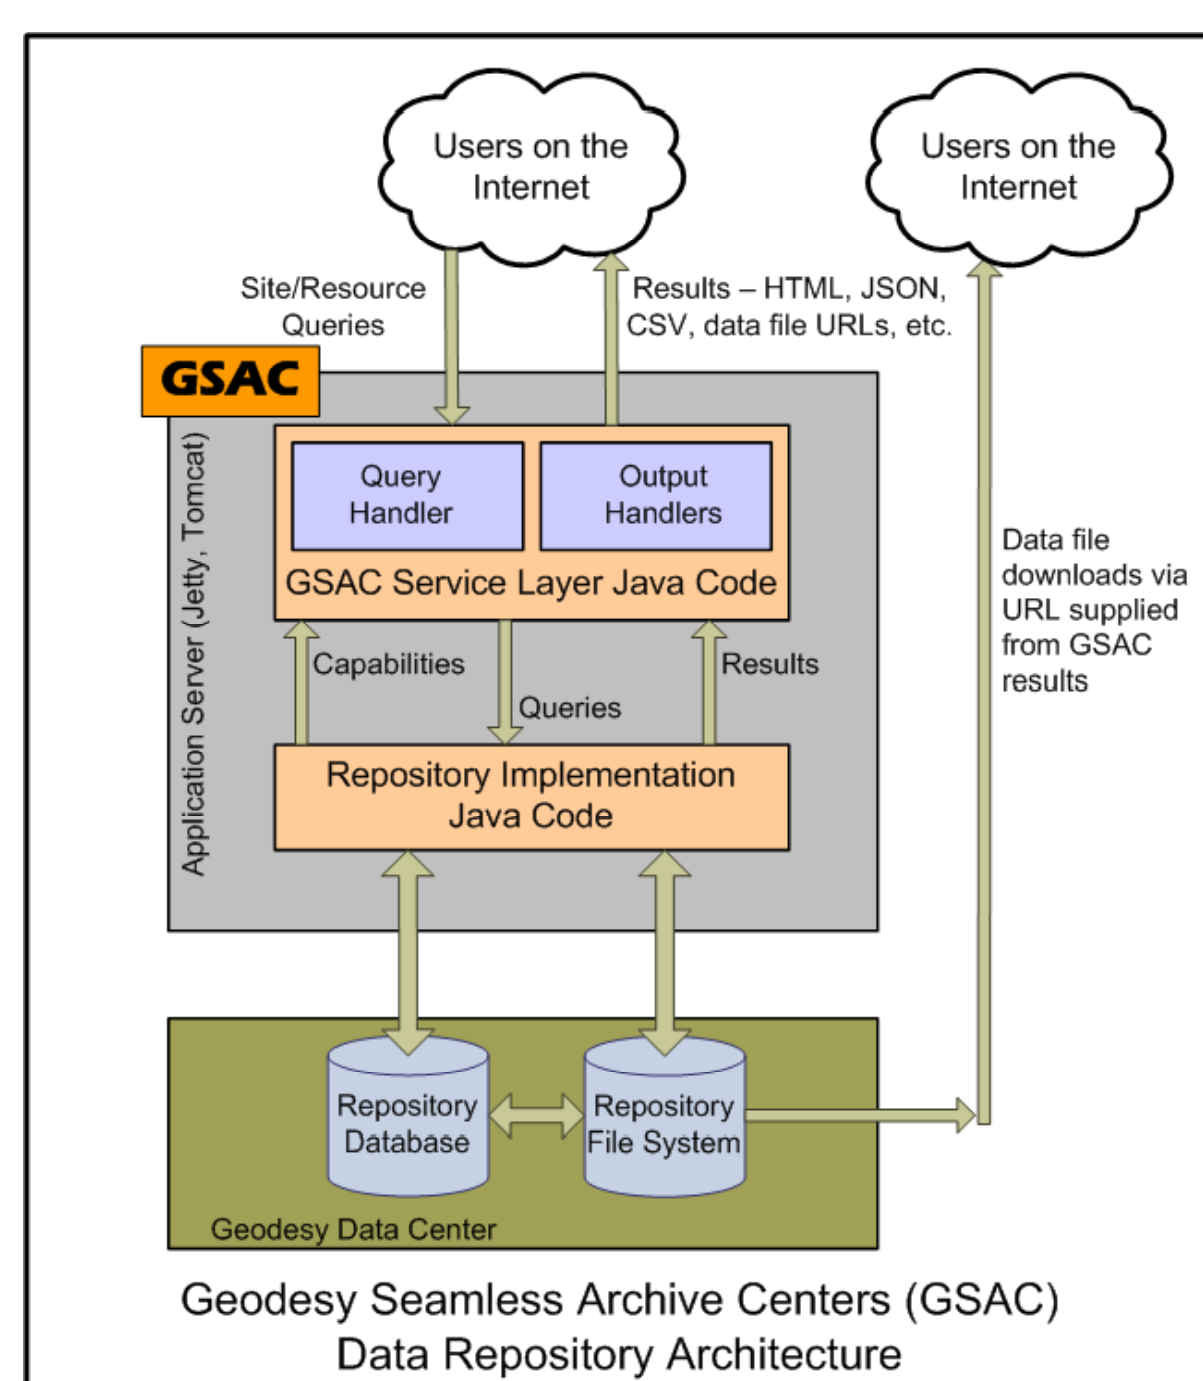 Users on the
Internet
Users on the
Internet
Site/Resource
Queries
Results – HTML, JSON,
CSV, data file URLs, etc.
GSAC
Application Server (Jetty, Tomcat)
Query
Handler
Output
Handlers
GSAC Service Layer Java Code
Capabilities
Queries
Results
Data file
downloads via
URL supplied
from GSAC
results
Repository Implementation
Java Code
Repository
Database
Repository
File System
Geodesy Data Center
Geodesy Seamless Archive Centers (GSAC)
Data Repository Architecture